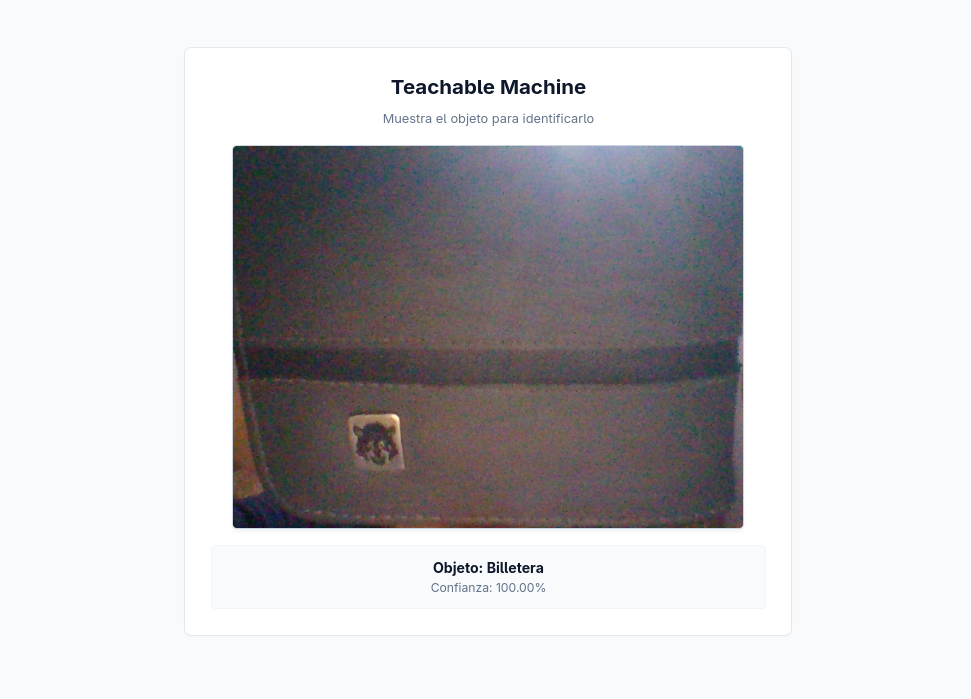 Teachable Machine
Muestra el objeto para identificarlo
Objeto: Billetera
Confianza: 100.00%